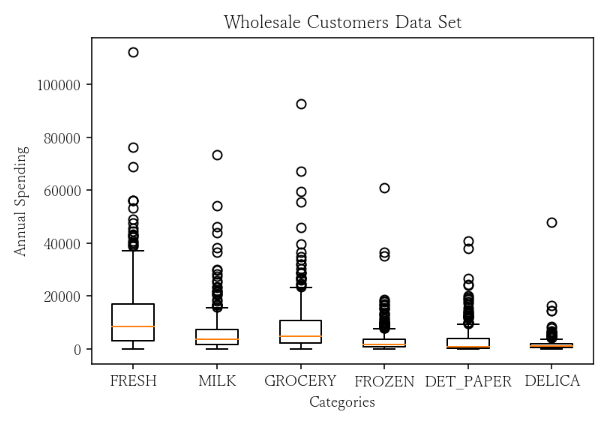 Wholesale Customers Data Set
Annual Spending
100000
80000
60000
40000
20000
0
FRESH MILK GROCERY FROZEN DET_PAPER DELICA
Categories